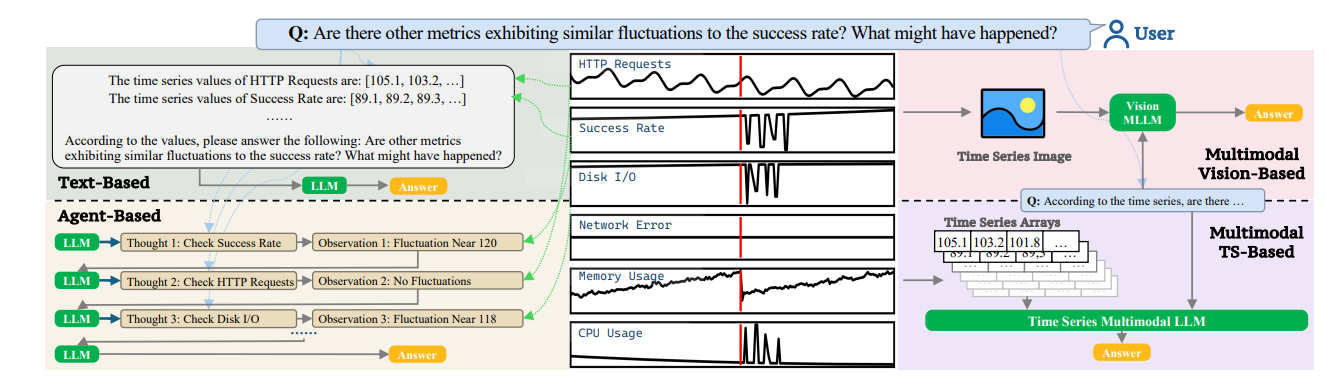 Q: Are there other metrics exhibiting similar fluctuations to the success rate? What might have happened?
User
The time series values of HTTP Requests are: [105.1, 103.2, …]
The time series values of Success Rate are: [89.1, 89.2, 89.3, …]
……
According to the values, please answer the following: Are other metrics
exhibiting similar fluctuations to the success rate? What might have happened?
Text-Based
LLM
Answer
Agent-Based
LLM
Thought 1: Check Success Rate
Observation 1: Fluctuation Near 120
LLM
Thought 2: Check HTTP Requests
Observation 2: No Fluctuations
LLM
Thought 3: Check Disk I/O
Observation 3: Fluctuation Near 118
……
LLM
Answer
HTTP Requests
Success Rate
Disk I/O
Network Error
Memory Usage
CPU Usage
Time Series Image
Vision
MLLM
Answer
Multimodal
Vision-Based
Q: According to the time series, are there …
Time Series Arrays
105.1 103.2 101.8 …
89.1 89.2 89,3 …
Multimodal
TS-Based
Time Series Multimodal LLM
Answer